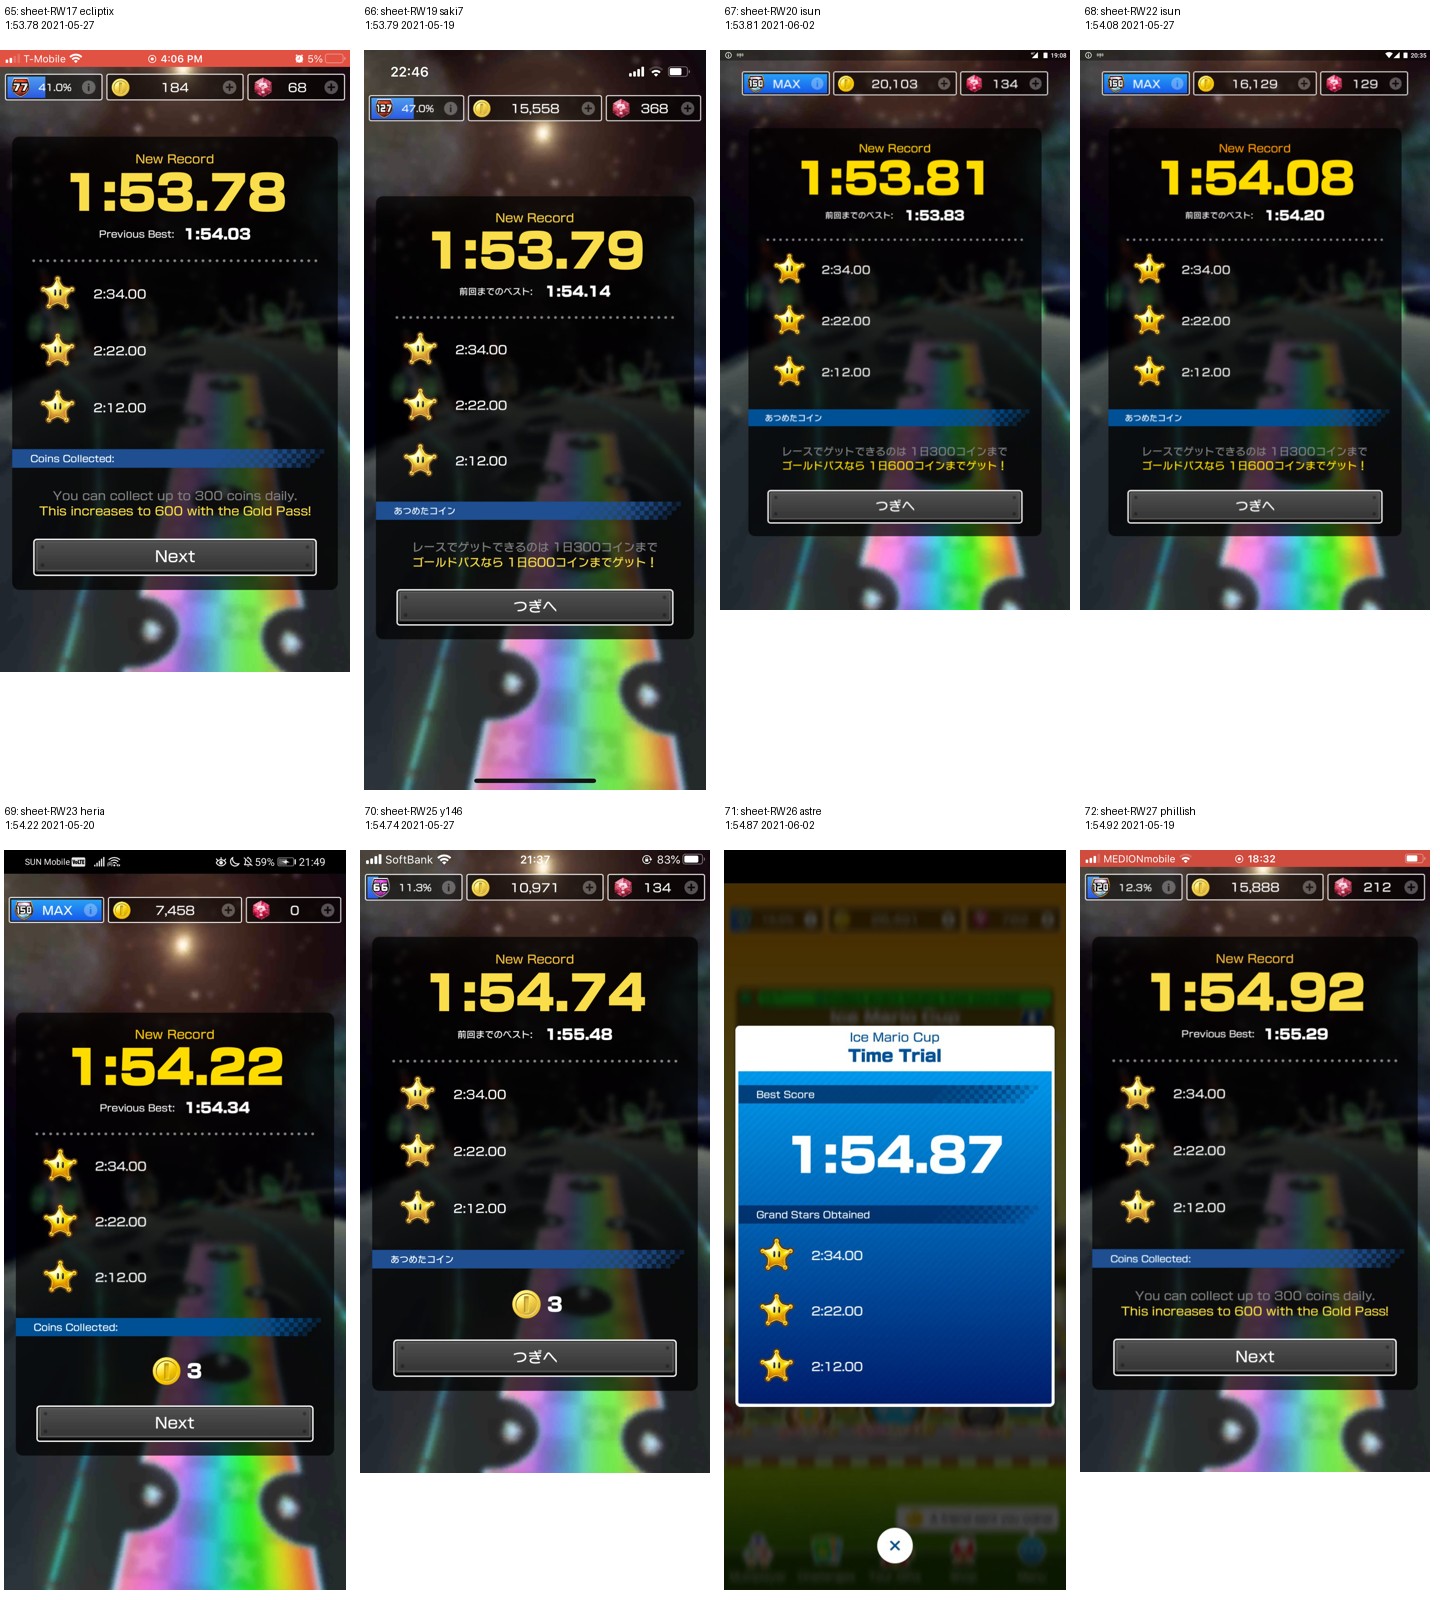 65: sheet-RW17 ecliptix
1:53.78 2021-05-27
T-Mobile 4:06 PM 5%
77 41.0% 184 68
New Record
1:53.78
Previous Best: 1:54.03
2:34.00
2:22.00
2:12.00
Coins Collected:
You can collect up to 300 coins daily.
This increases to 600 with the Gold Pass!
Next
66: sheet-RW19 saki7
1:53.79 2021-05-19
22:46
127 47.0% 15,558 368
New Record
1:53.79
前回までのベスト: 1:54.14
2:34.00
2:22.00
2:12.00
あつめたコイン
レースでゲットできるのは 1日300コインまで
ゴールドパスなら 1日600コインまでゲット！
つぎへ
67: sheet-RW20 isun
1:53.81 2021-06-02
19:08
150 MAX 20,103 134
New Record
1:53.81
前回までのベスト: 1:53.83
2:34.00
2:22.00
2:12.00
あつめたコイン
レースでゲットできるのは 1日300コインまで
ゴールドパスなら 1日600コインまでゲット！
つぎへ
68: sheet-RW22 isun
1:54.08 2021-05-27
20:35
150 MAX 16,129 129
New Record
1:54.08
前回までのベスト: 1:54.20
2:34.00
2:22.00
2:12.00
あつめたコイン
レースでゲットできるのは 1日300コインまで
ゴールドパスなら 1日600コインまでゲット！
つぎへ
69: sheet-RW23 heria
1:54.22 2021-05-20
SUN Mobile 59% 21:49
150 MAX 7,458 0
New Record
1:54.22
Previous Best: 1:54.34
2:34.00
2:22.00
2:12.00
Coins Collected:
3
Next
70: sheet-RW25 y146
1:54.74 2021-05-27
SoftBank 21:37 83%
66 11.3% 10,971 134
New Record
1:54.74
前回までのベスト: 1:55.48
2:34.00
2:22.00
2:12.00
あつめたコイン
3
つぎへ
71: sheet-RW26 astre
1:54.87 2021-06-02
Ice Mario Cup
Ice Mario Cup
Time Trial
Best Score
1:54.87
Grand Stars Obtained
2:34.00
2:22.00
2:12.00
72: sheet-RW27 phillish
1:54.92 2021-05-19
MEDIONmobile 18:32
120 12.3% 15,888 212
New Record
1:54.92
Previous Best: 1:55.29
2:34.00
2:22.00
2:12.00
Coins Collected:
You can collect up to 300 coins daily.
This increases to 600 with the Gold Pass!
Next